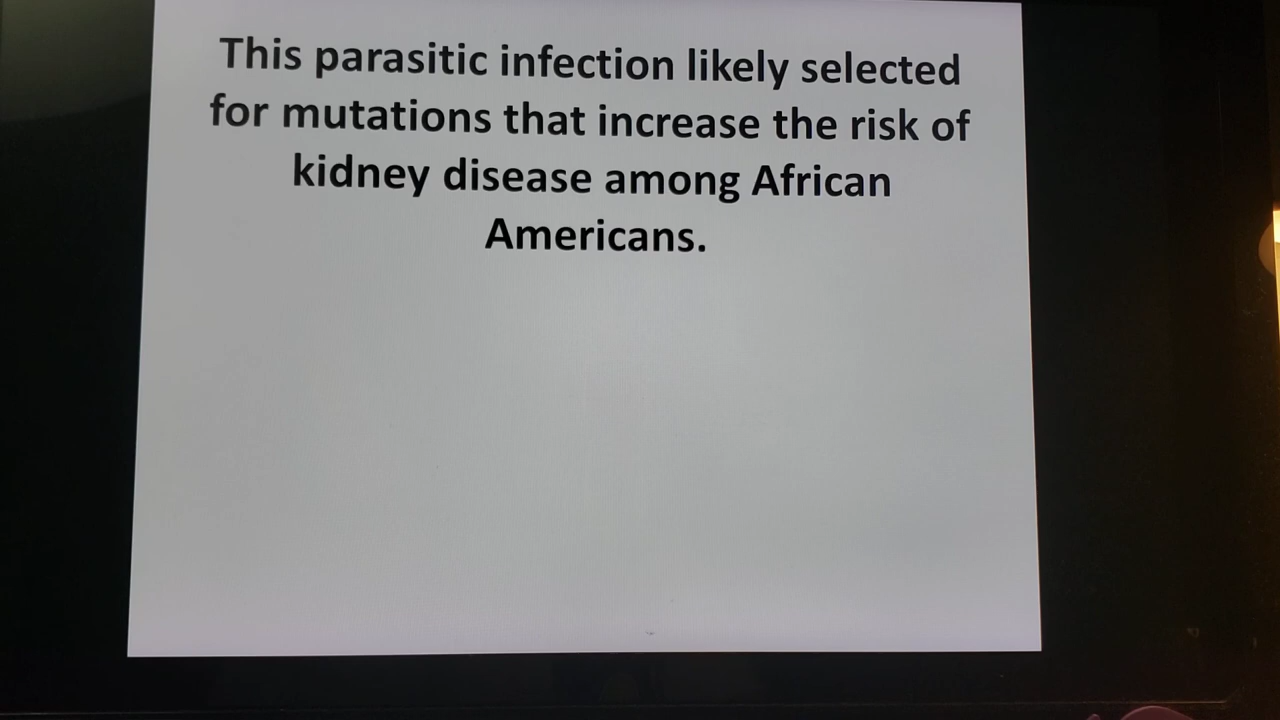 This parasitic infection likely selected
for mutations that increase the risk of
kidney disease among African
Americans.